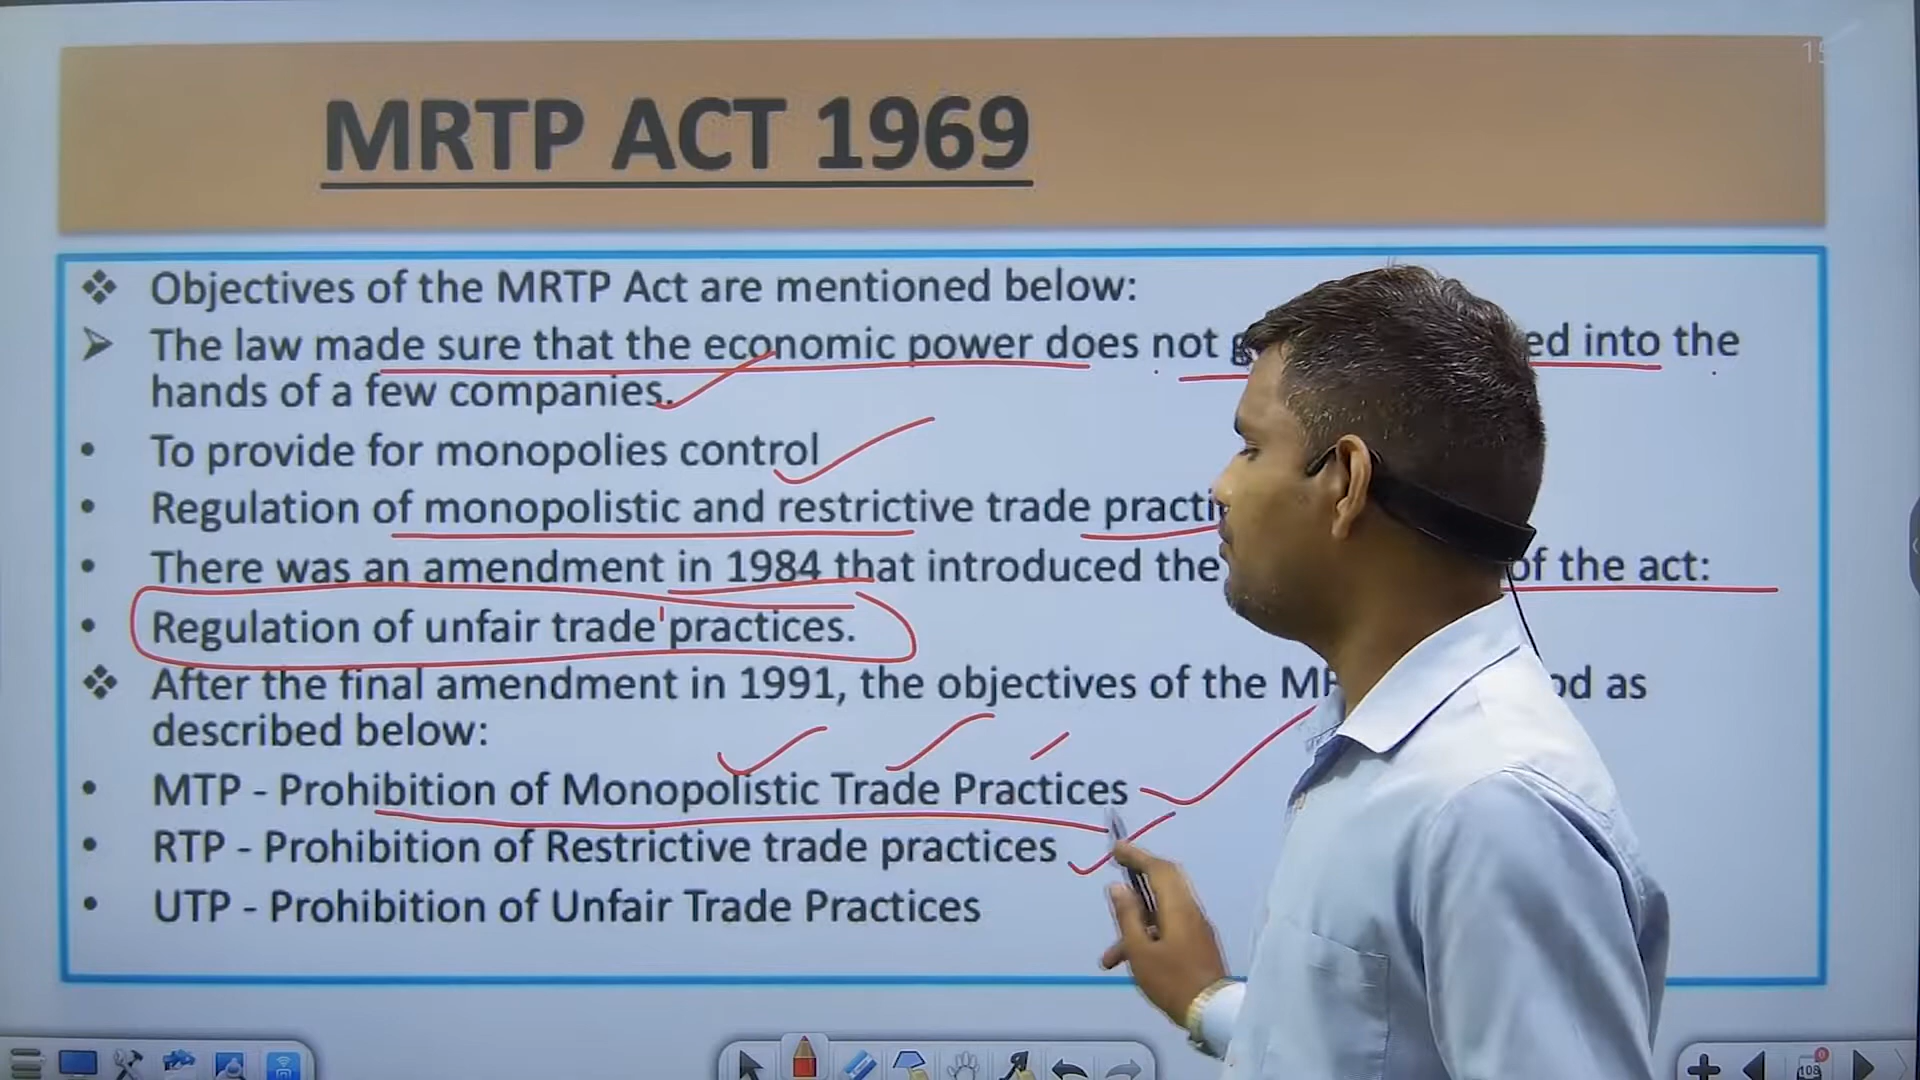 MRTP ACT 1969
Objectives of the MRTP Act are mentioned below:
The law made sure that the economic power does not into the
hands of a few companies.
To provide for monopolies control
Regulation of monopolistic and restrictive trade
There was an amendment in 1984 that introduced the of the act:
Regulation of unfair trade practices.
After the final amendment in 1991, the objectives of the as
described below:
MTP - Prohibition of Monopolistic Trade Practices
RTP - Prohibition of Restrictive trade practices
UTP - Prohibition of Unfair Trade Practices
108